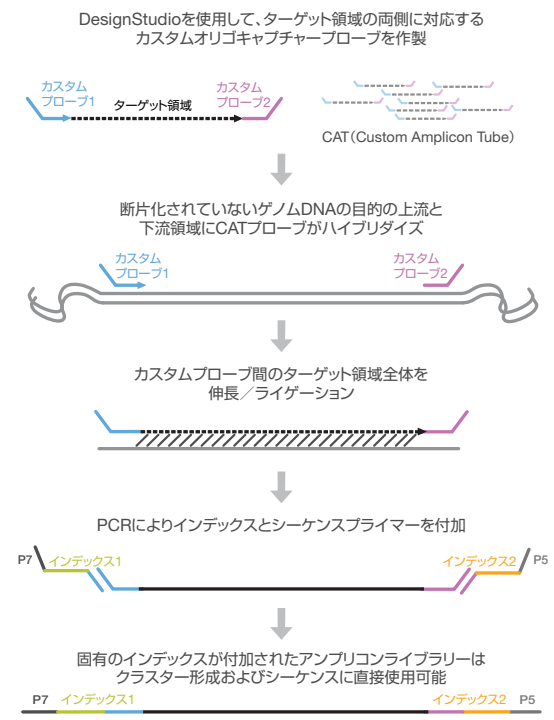 DesignStudioを使用して、ターゲット領域の両側に対応する
カスタムオリゴキャプチャープローブを作製
カスタム
プローブ1
ターゲット領域
カスタム
プローブ2
CAT（Custom Amplicon Tube）
断片化されていないゲノムDNAの目的の上流と
下流領域にCATプローブがハイブリダイズ
カスタム
プローブ1
カスタム
プローブ2
カスタムプローブ間のターゲット領域全体を
伸長／ライゲーション
PCRによりインデックスとシーケンスプライマーを付加
P7
インデックス1
インデックス2
P5
固有のインデックスが付加されたアンプリコンライブラリーは
クラスター形成およびシーケンスに直接使用可能
P7
インデックス1
インデックス2
P5